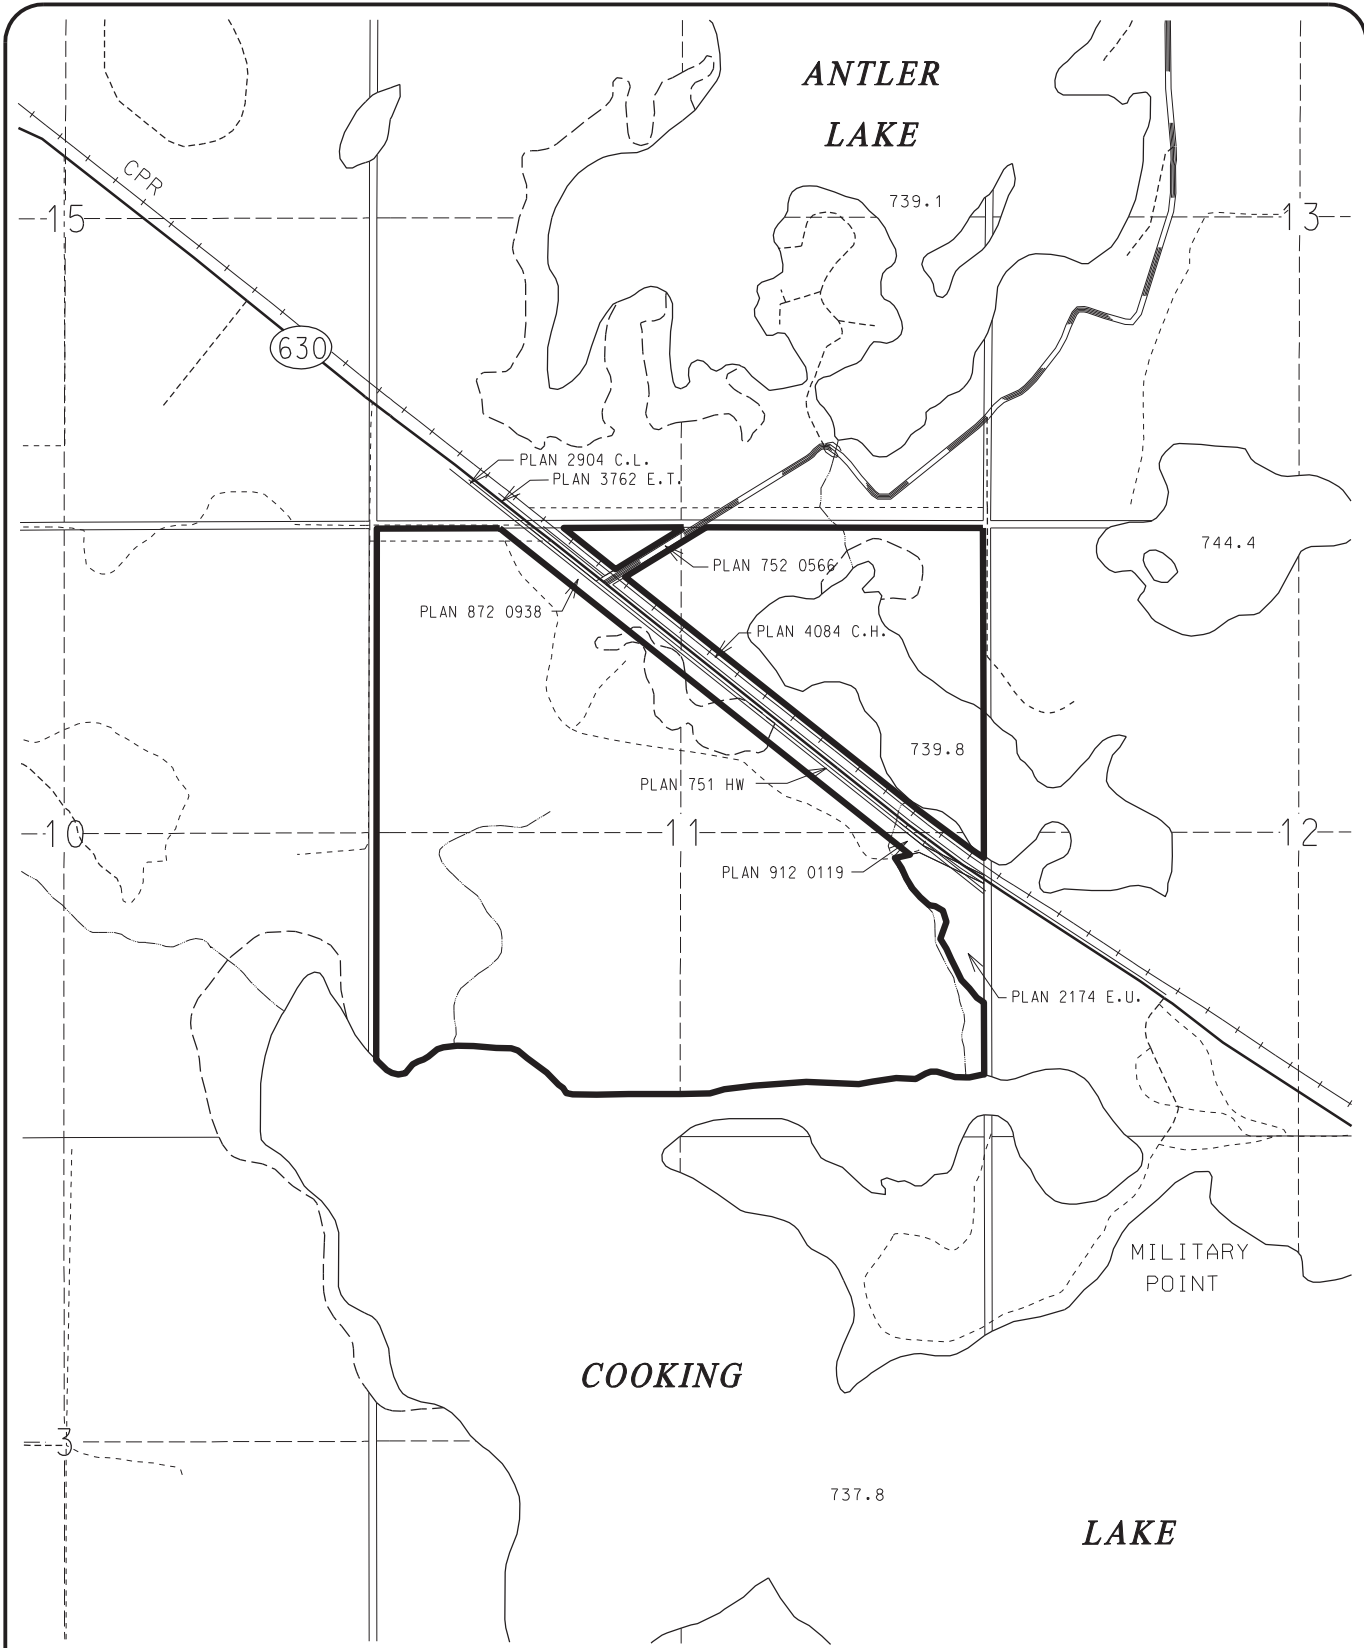 ANTLER
LAKE
CPR
739.1
15
13
630
PLAN 2904 C.L.
PLAN 3762 E.T.
744.4
PLAN 752 0566
PLAN 872 0938
PLAN 4084 C.H.
739.8
PLAN 751 HW
10
11
12
PLAN 912 0119
PLAN 2174 E.U.
MILITARY
POINT
COOKING
3
737.8
LAKE